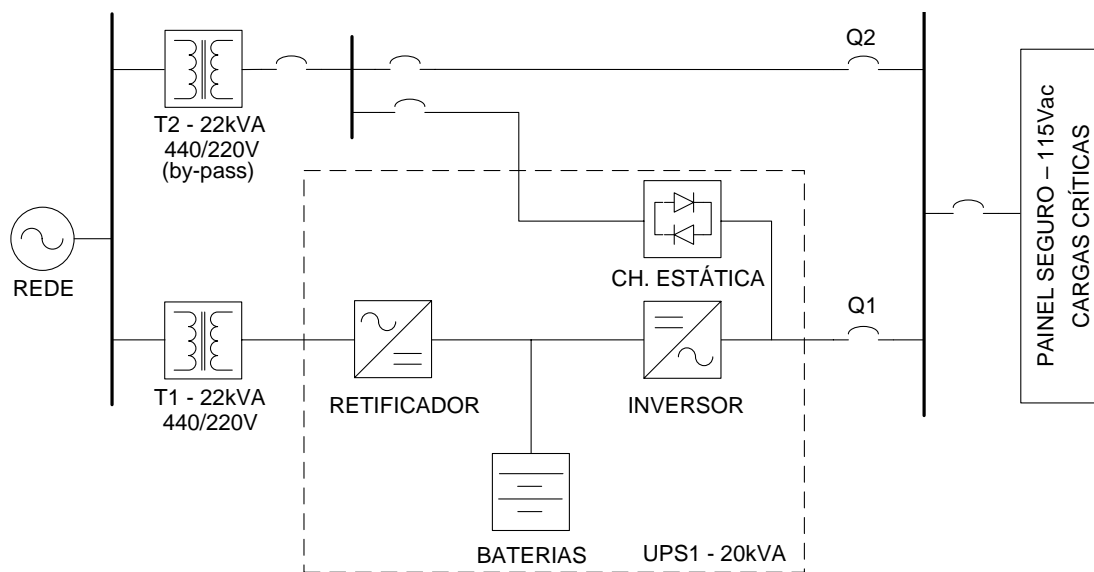 Q2
T2 - 22kVA
440/220V
(by-pass)
CH. ESTÁTICA
REDE
Q1
T1 - 22kVA
440/220V
RETIFICADOR
INVERSOR
BATERIAS
UPS1 - 20kVA
PAINEL SEGURO – 115Vac
CARGAS CRÍTICAS